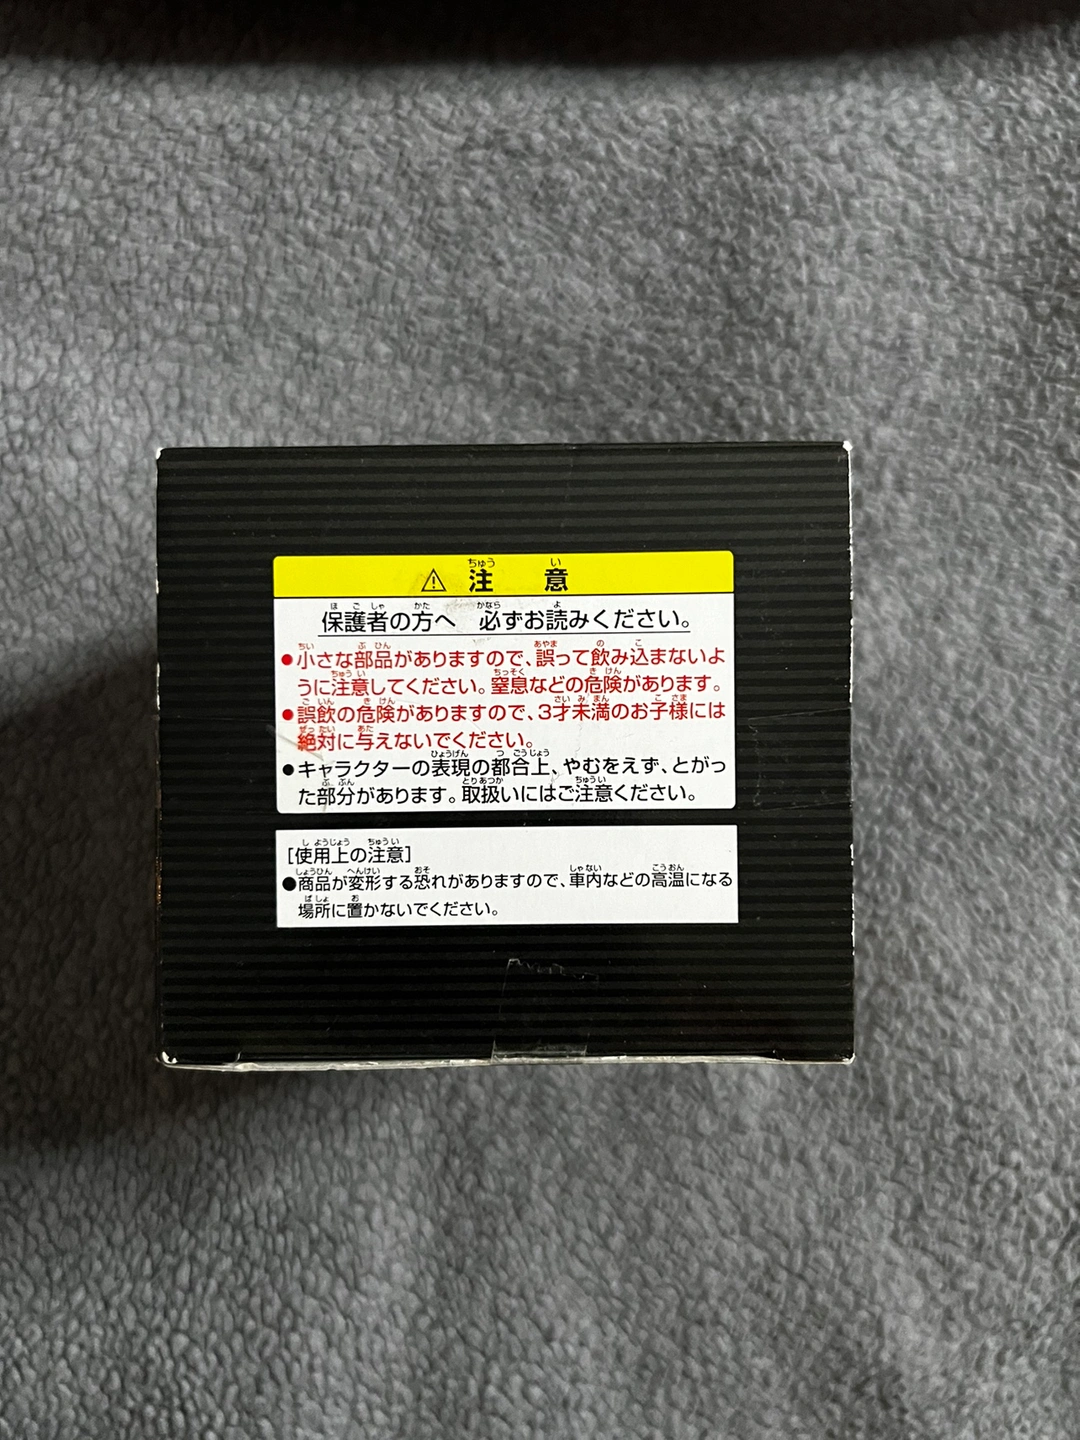 ⚠ 注意
保護者の方へ 必ずお読みください。
●小さな部品がありますので、誤って飲み込まないよ
うに注意してください。窒息などの危険があります。
●誤飲の危険がありますので、3才未満のお子様には
絶対に与えないでください。
●キャラクターの表現の都合上、やむをえず、とがっ
た部分があります。取扱いにはご注意ください。
[使用上の注意]
●商品が変形する恐れがありますので、車内などの高温になる
場所に置かないでください。